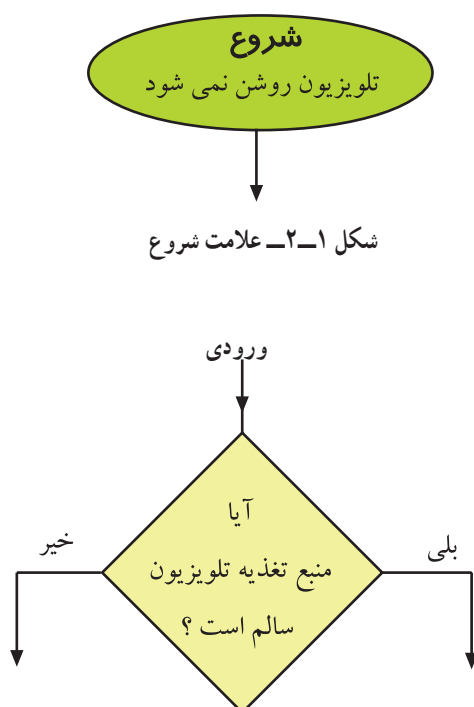 شروع
تلویزیون روشن نمی شود
شکل ۱ــ۲ــ علامت شروع
ورودی
آیا
منبع تغذیه تلویزیون
سالم است ؟
بلی
خیر